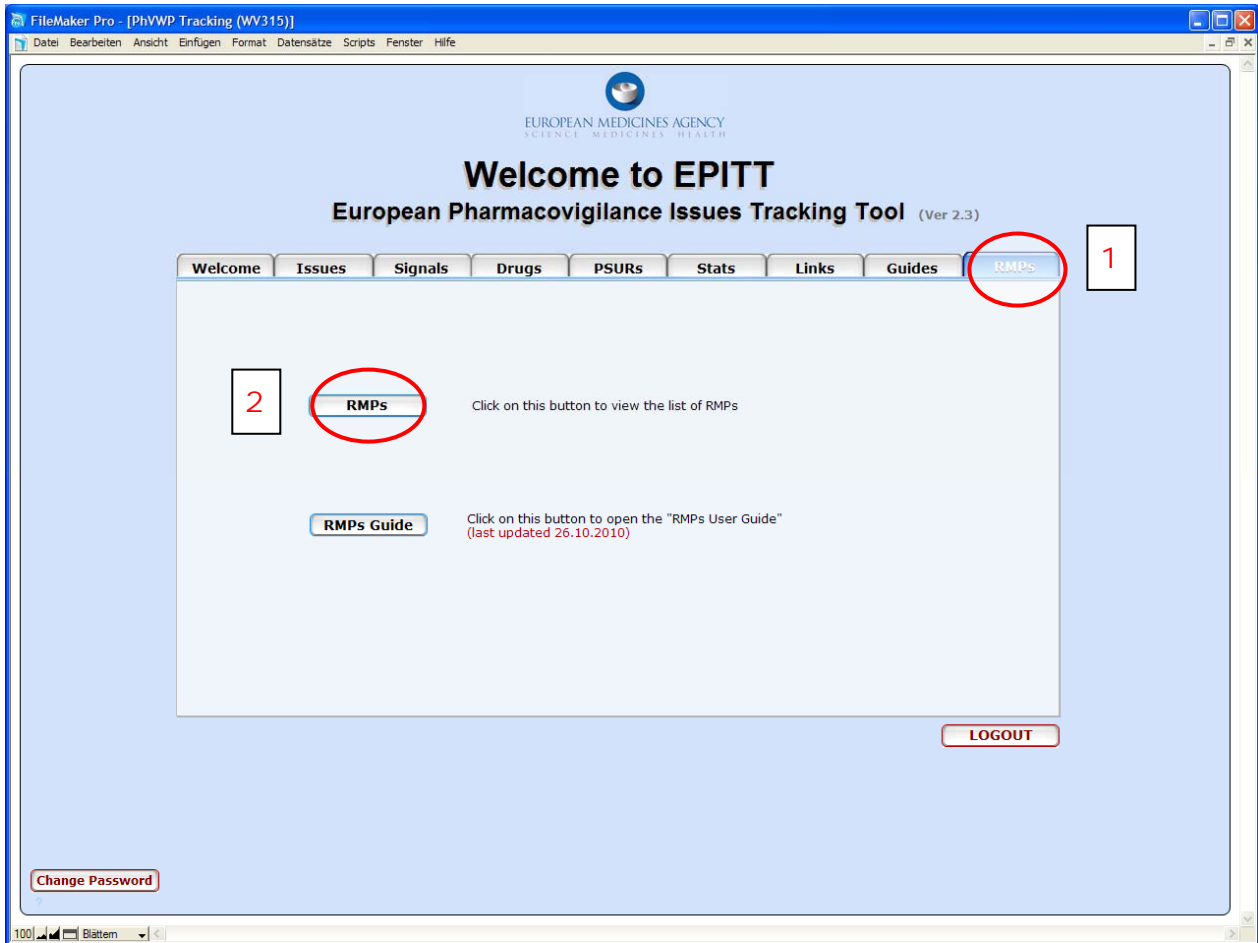 FileMaker Pro - [PhVWP Tracking (WV315)]
Datei Bearbeiten Ansicht Einfügen Format Datensätze Scripts Fenster Hilfe
EUROPEAN MEDICINES AGENCY
SCIENCE MEDICINES HEALTH
Welcome to EPITT
European Pharmacovigilance Issues Tracking Tool (Ver 2.3)
Welcome Issues Signals Drugs PSURs Stats Links Guides RMPs
1
2
RMPs Click on this button to view the list of RMPs
RMPs Guide Click on this button to open the "RMPs User Guide"
(last updated 26.10.2010)
LOGOUT
Change Password
?
100 Blättern